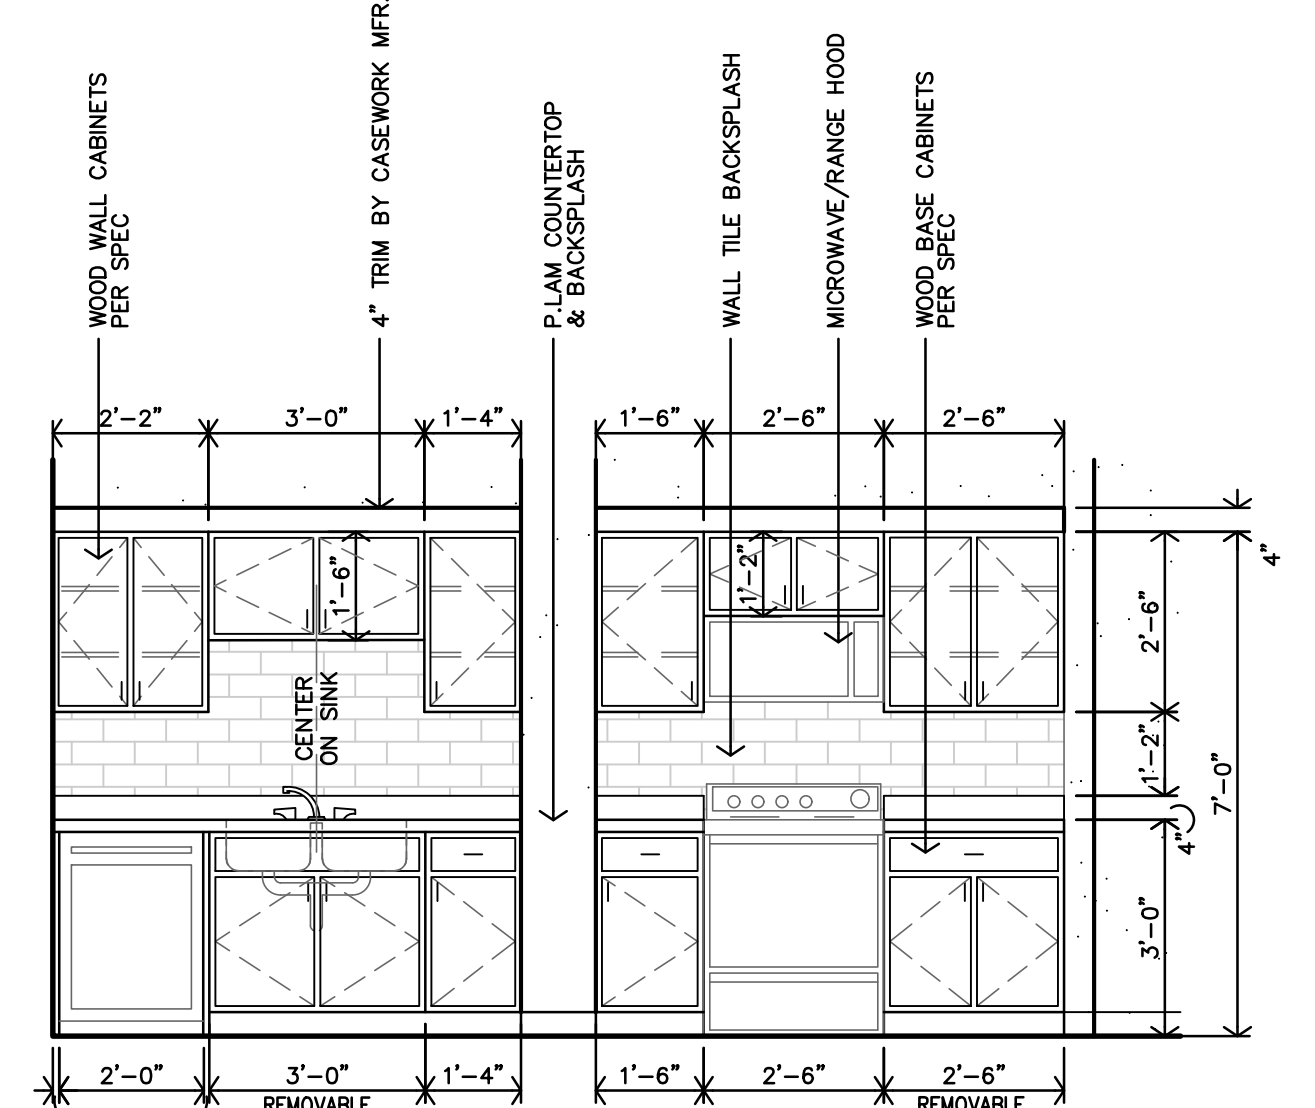 WOOD WALL CABINETS
PER SPEC
4” TRIM BY CASEWORK MFR.
P.LAM COUNTERTOP
& BACKSPLASH
WALL TILE BACKSPLASH
MICROWAVE/RANGE HOOD
WOOD BASE CABINETS
PER SPEC
2’-2”
3’-0”
1’-4”
1’-6”
2’-6”
2’-6”
1’-6”
1’-2”
CENTER
ON SINK
4”
2’-6”
1’-2”
7’-0”
4”
3’-0”
2’-0”
3’-0”
1’-4”
1’-6”
2’-6”
2’-6”
REMOVABLE
REMOVABLE